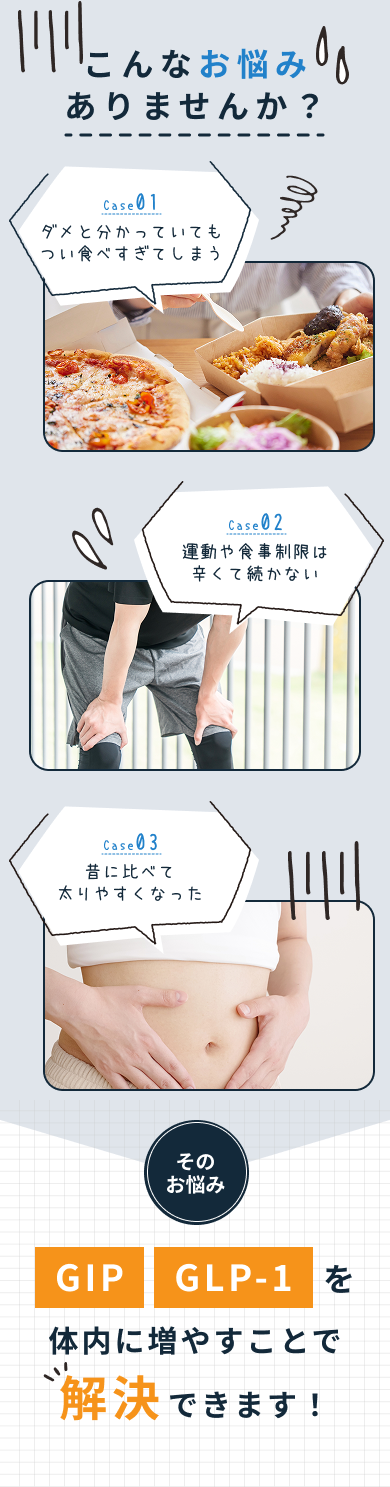 こんなお悩み
ありませんか？
Case01
ダメと分かっていても
つい食べすぎてしまう
Case02
運動や食事制限は
辛くて続かない
Case03
昔に比べて
太りやすくなった
その
お悩み
GIP GLP-1 を
体内に増やすことで
解決できます！